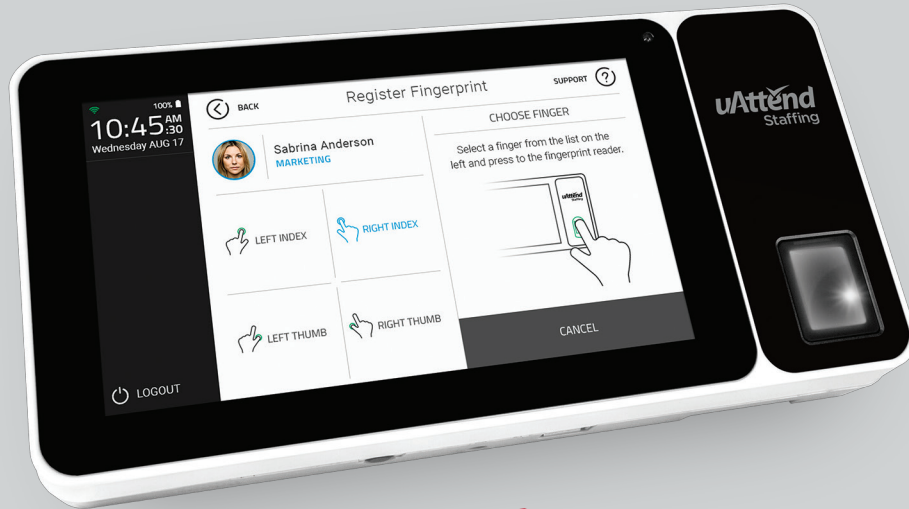 100%
10:45 AM
:30
Wednesday AUG 17
LOGOUT
BACK
Register Fingerprint
SUPPORT ?
Sabrina Anderson
MARKETING
LEFT INDEX
RIGHT INDEX
LEFT THUMB
RIGHT THUMB
CHOOSE FINGER
Select a finger from the list on the
left and press to the fingerprint reader.
uAttend
Staffing
CANCEL
uAttend
Staffing